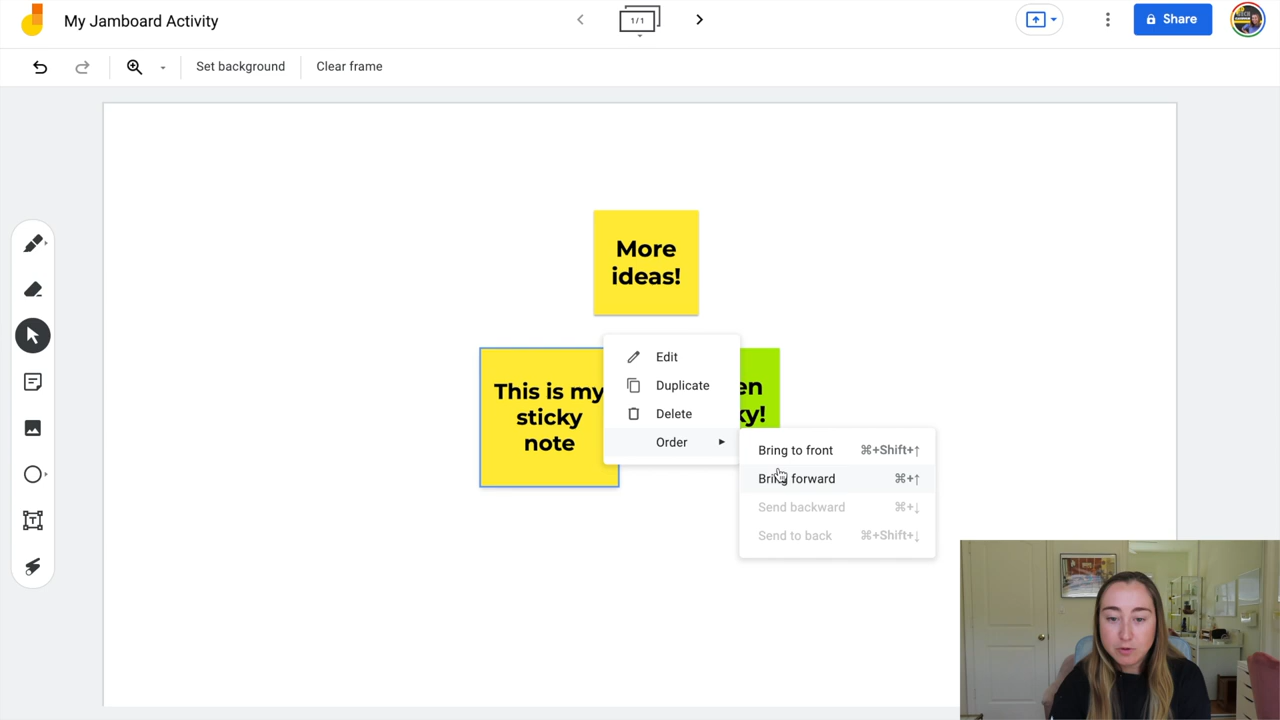 My Jamboard Activity
1/1
Share
Set background
Clear frame
More
ideas!
This is my
sticky
note
en
ky!
Edit
Duplicate
Delete
Order
Bring to front ⌘+Shift+↑
Bring forward ⌘+↑
Send backward ⌘+↓
Send to back ⌘+Shift+↓